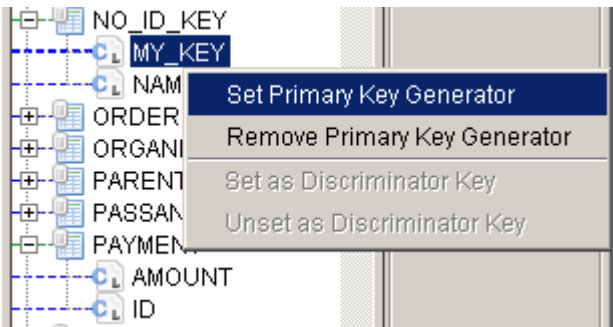 NO_ID_KEY
MY_KEY
NAM
Set Primary Key Generator
ORDER
Remove Primary Key Generator
ORGANI
PARENT
Set as Discriminator Key
PASSAN
Unset as Discriminator Key
PAYMENT
AMOUNT
ID